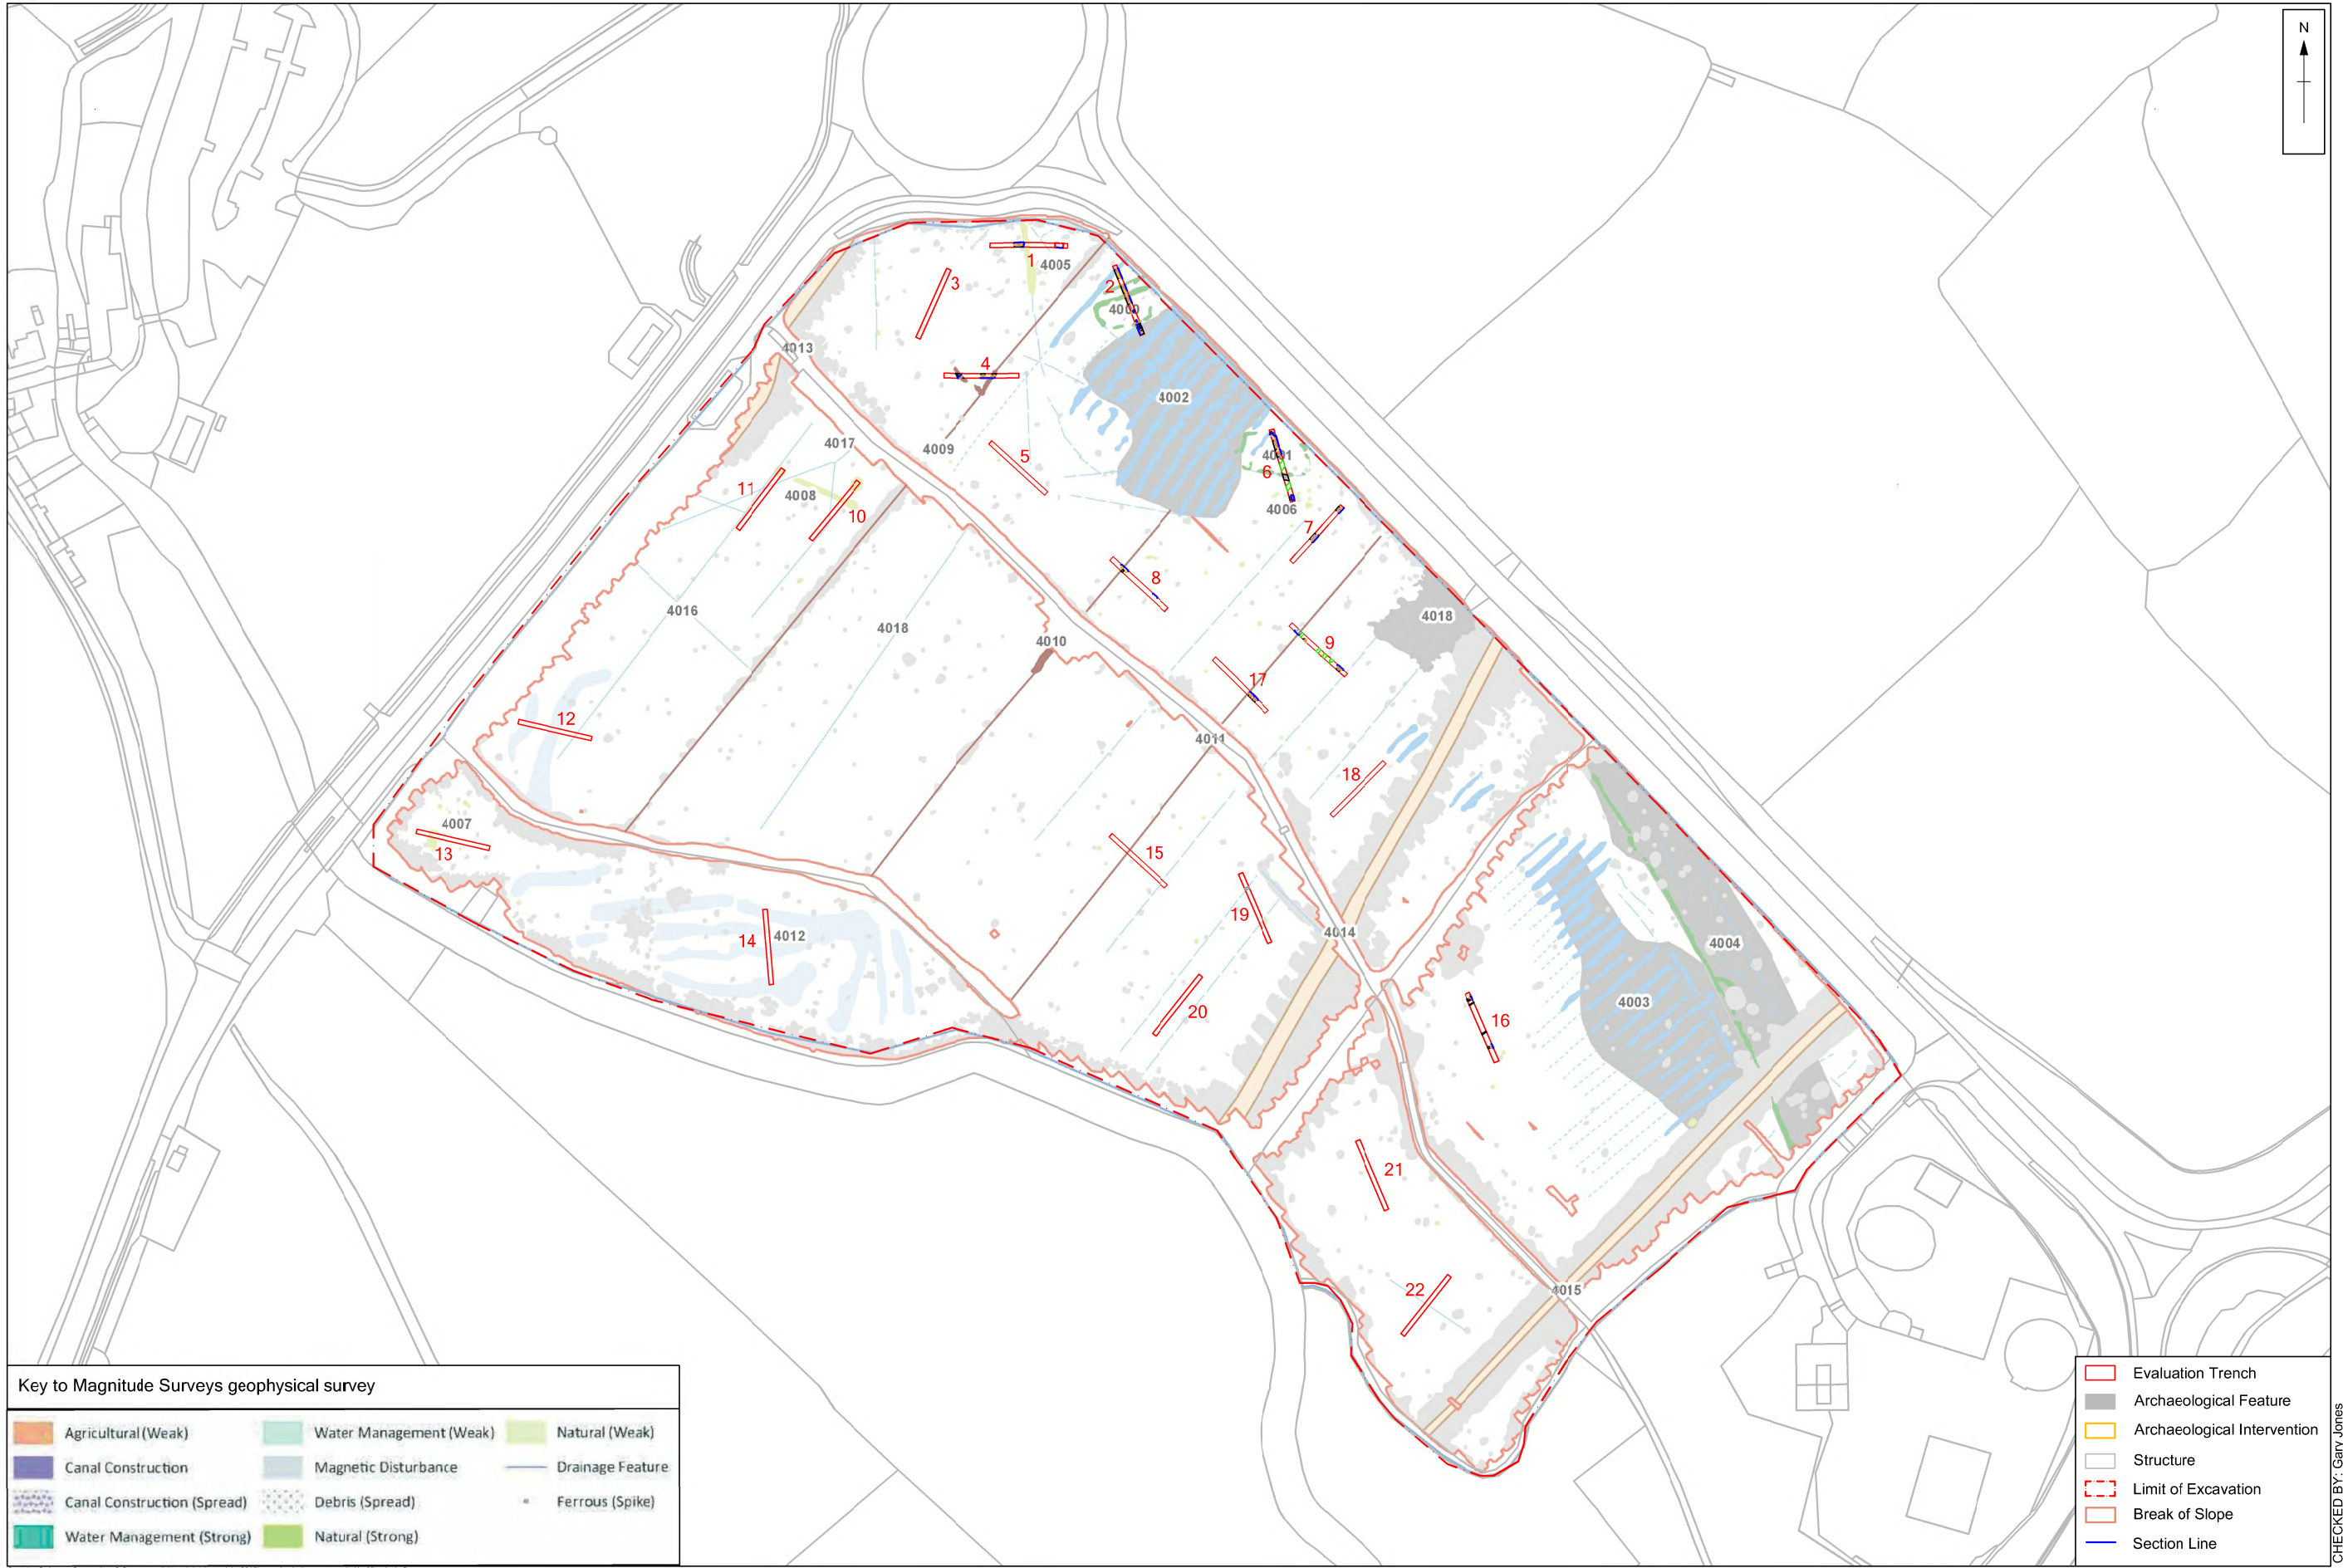 N
1
4005
3
2
4000
4013
4
4002
4017
4009
5
4001
6
11
4008
10
4006
7
8
4016
4018
4018
4010
9
17
12
4011
18
4007
13
15
19
14
4012
4014
4004
4003
20
16
21
22
4015
Key to Magnitude Surveys geophysical survey
Agricultural (Weak)
Water Management (Weak)
Natural (Weak)
Canal Construction
Magnetic Disturbance
Drainage Feature
Canal Construction (Spread)
Debris (Spread)
Ferrous (Spike)
Water Management (Strong)
Natural (Strong)
Evaluation Trench
Archaeological Feature
Archaeological Intervention
Structure
Limit of Excavation
Break of Slope
Section Line
CHECKED BY: Gary Jones